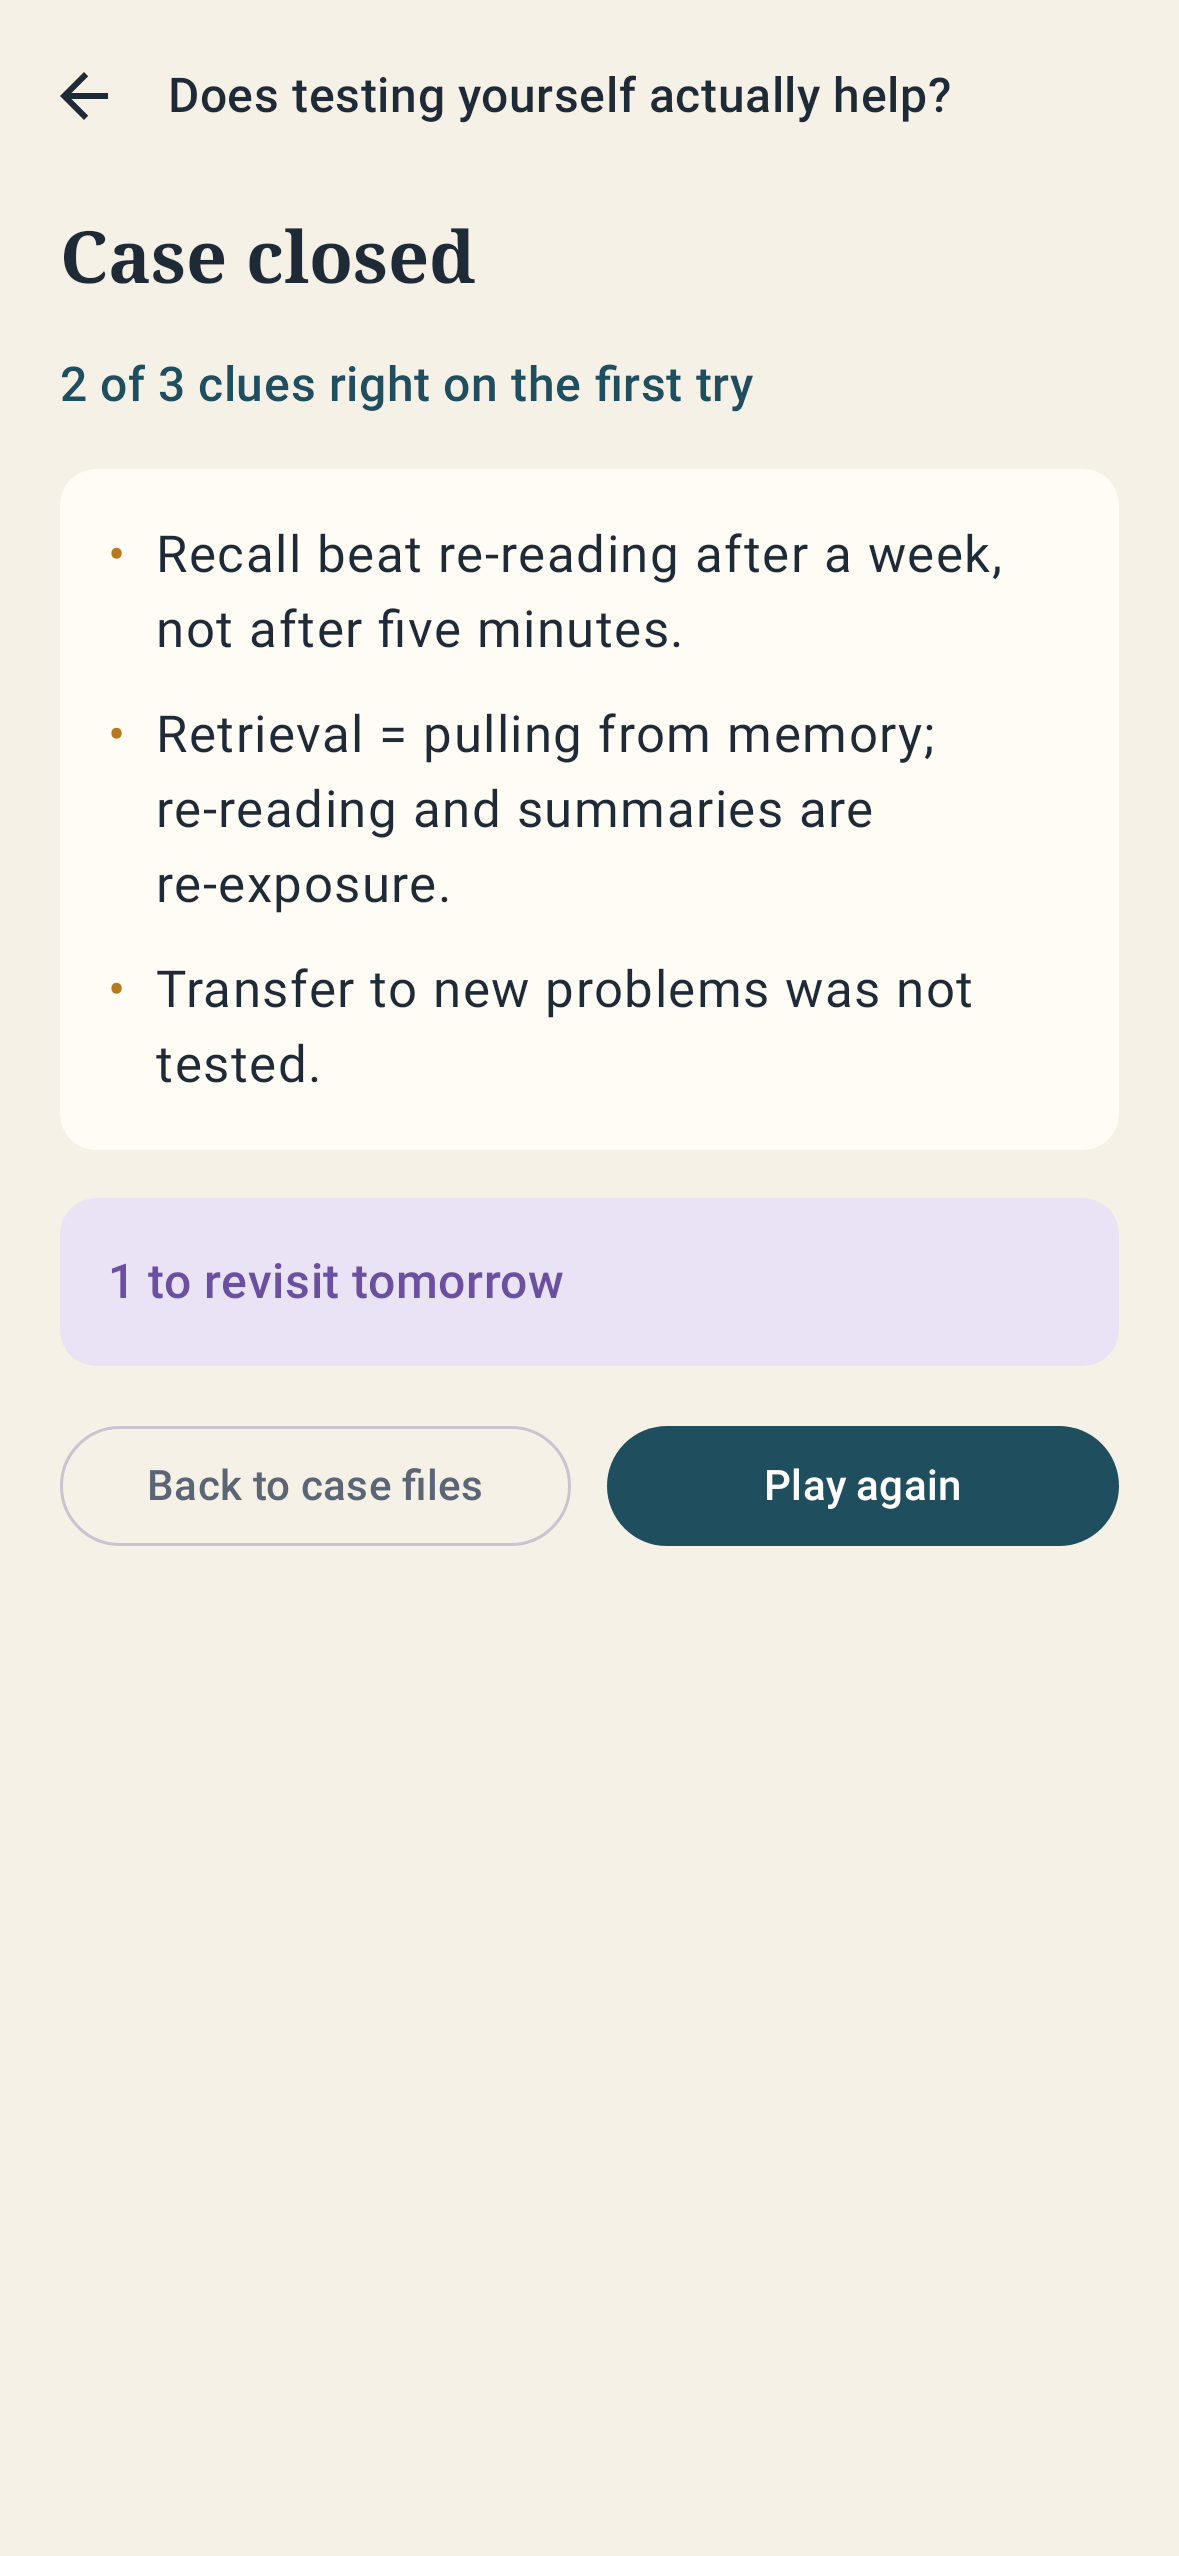 Does testing yourself actually help?
Case closed
2 of 3 clues right on the first try
• Recall beat re-reading after a week,
not after five minutes.
• Retrieval = pulling from memory;
re-reading and summaries are
re-exposure.
• Transfer to new problems was not
tested.
1 to revisit tomorrow
Back to case files
Play again